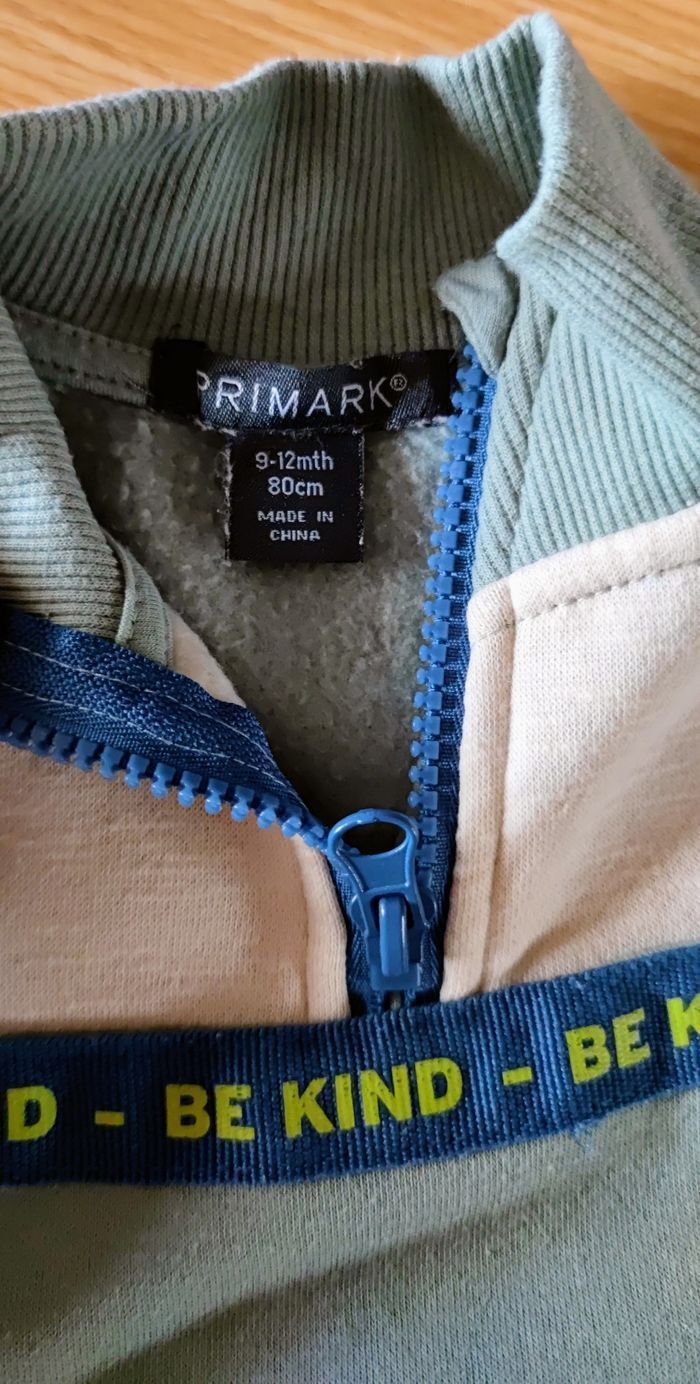 PRIMARK®
9-12mth
80cm
MADE IN
CHINA
D - BE KIND - BE K